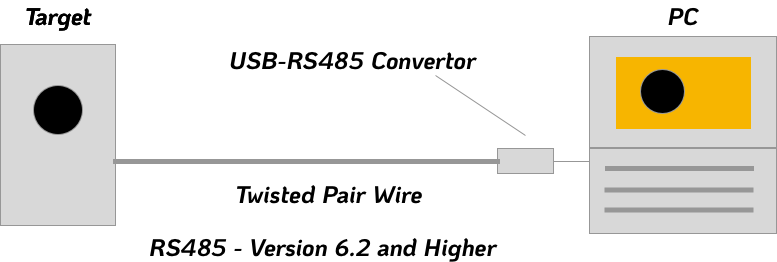 Target
PC
USB-RS485 Convertor
Twisted Pair Wire
RS485 - Version 6.2 and Higher